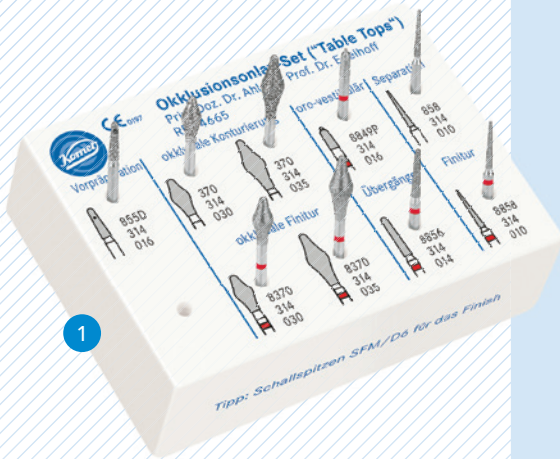 Okklusionsonlay-Set ("Table Tops")
Priv.-Doz. Dr. Ahlers, Prof. Dr. Edelhoff
4665
CE 0197
Komet
Vorpräparation
855D
314
016
okklusale Konturierung
370
314
030
370
314
035
oro-vestibulär
8849P
314
016
Separation
858
314
010
okklusale Finitur
8370
314
030
8370
314
035
Übergänge
8856
314
014
Finitur
8858
314
010
Tipp: Schallspitzen SFM/D6 für das Finish
1